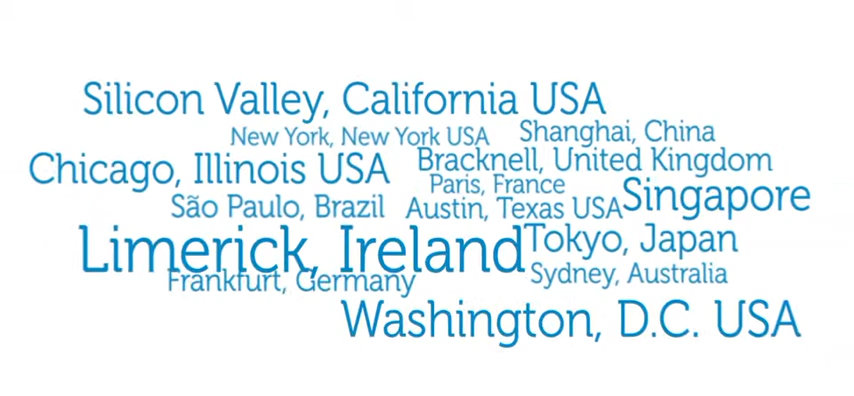 Silicon Valley, California USA
New York, New York USA
Shanghai, China
Chicago, Illinois USA
Bracknell, United Kingdom
Paris, France
Singapore
São Paulo, Brazil
Austin, Texas USA
Limerick, Ireland
Tokyo, Japan
Frankfurt, Germany
Sydney, Australia
Washington, D.C. USA